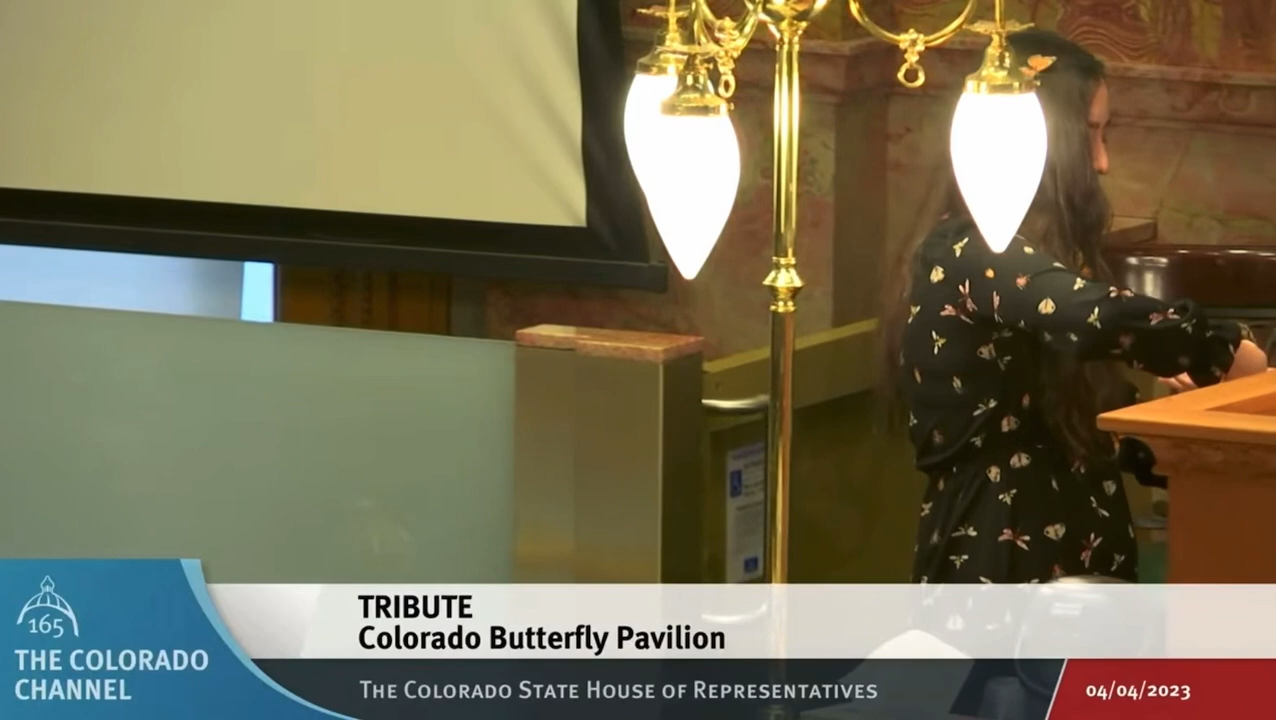 TRIBUTE
Colorado Butterfly Pavilion
165
THE COLORADO
CHANNEL
THE COLORADO STATE HOUSE OF REPRESENTATIVES
04/04/2023